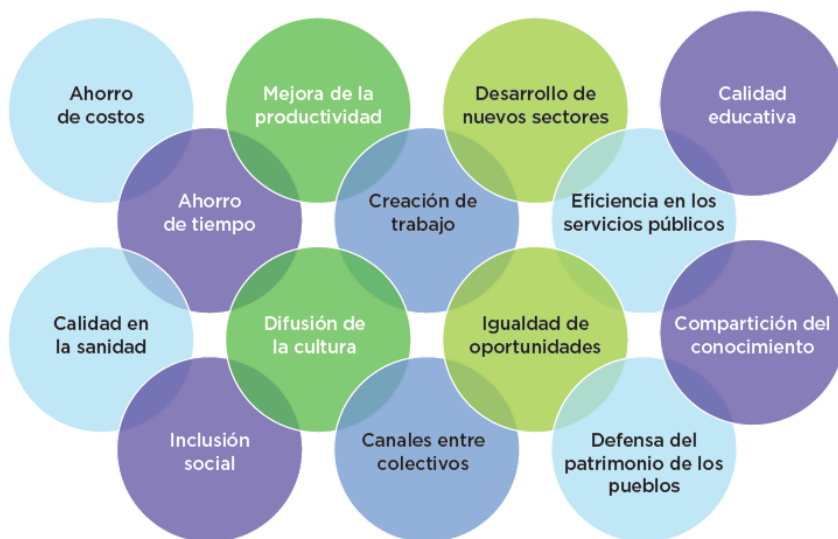 Ahorro
de costos
Mejora de la
productividad
Desarrollo de
nuevos sectores
Calidad
educativa
Ahorro
de tiempo
Creación de
trabajo
Eficiencia en los
servicios públicos
Calidad en
la sanidad
Difusión de
la cultura
Igualdad de
oportunidades
Compartición del
conocimiento
Inclusión
social
Canales entre
colectivos
Defensa del
patrimonio de los
pueblos